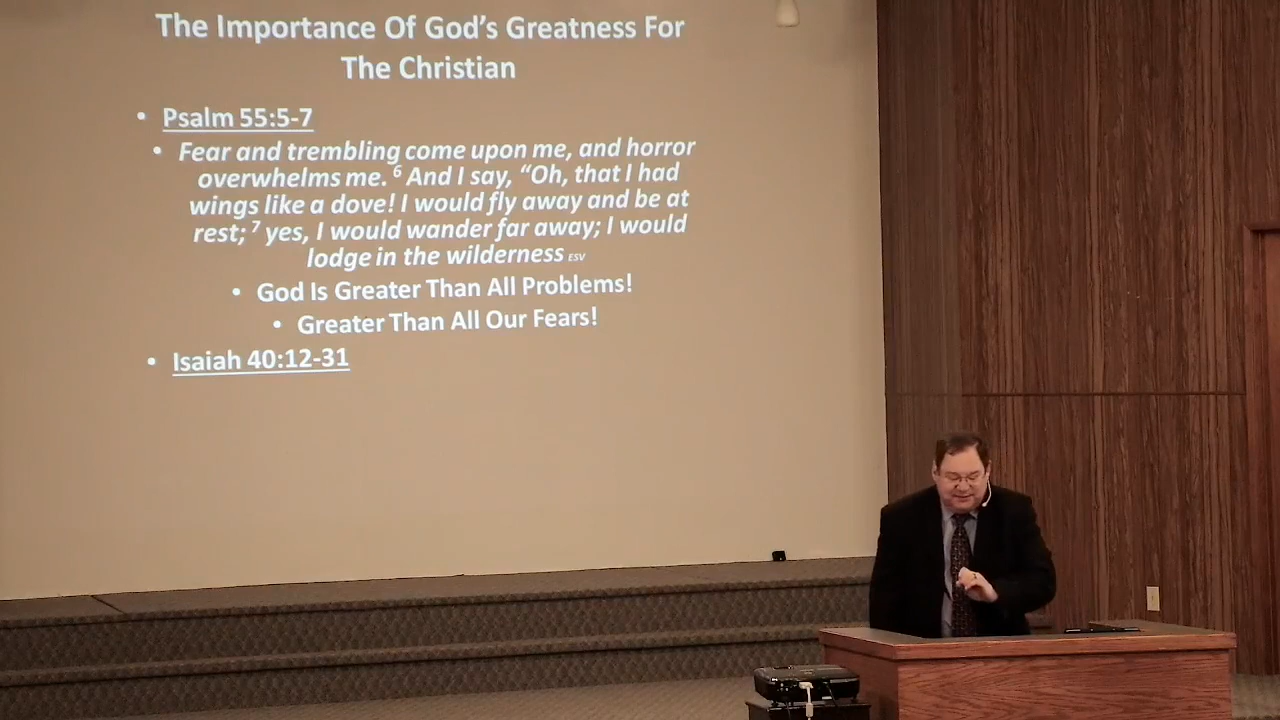 The Importance Of God's Greatness For
The Christian
• Psalm 55:5-7
• Fear and trembling come upon me, and horror
overwhelms me. ⁶ And I say, “Oh, that I had
wings like a dove! I would fly away and be at
rest; ⁷ yes, I would wander far away; I would
lodge in the wilderness ESV
• God Is Greater Than All Problems!
• Greater Than All Our Fears!
• Isaiah 40:12-31